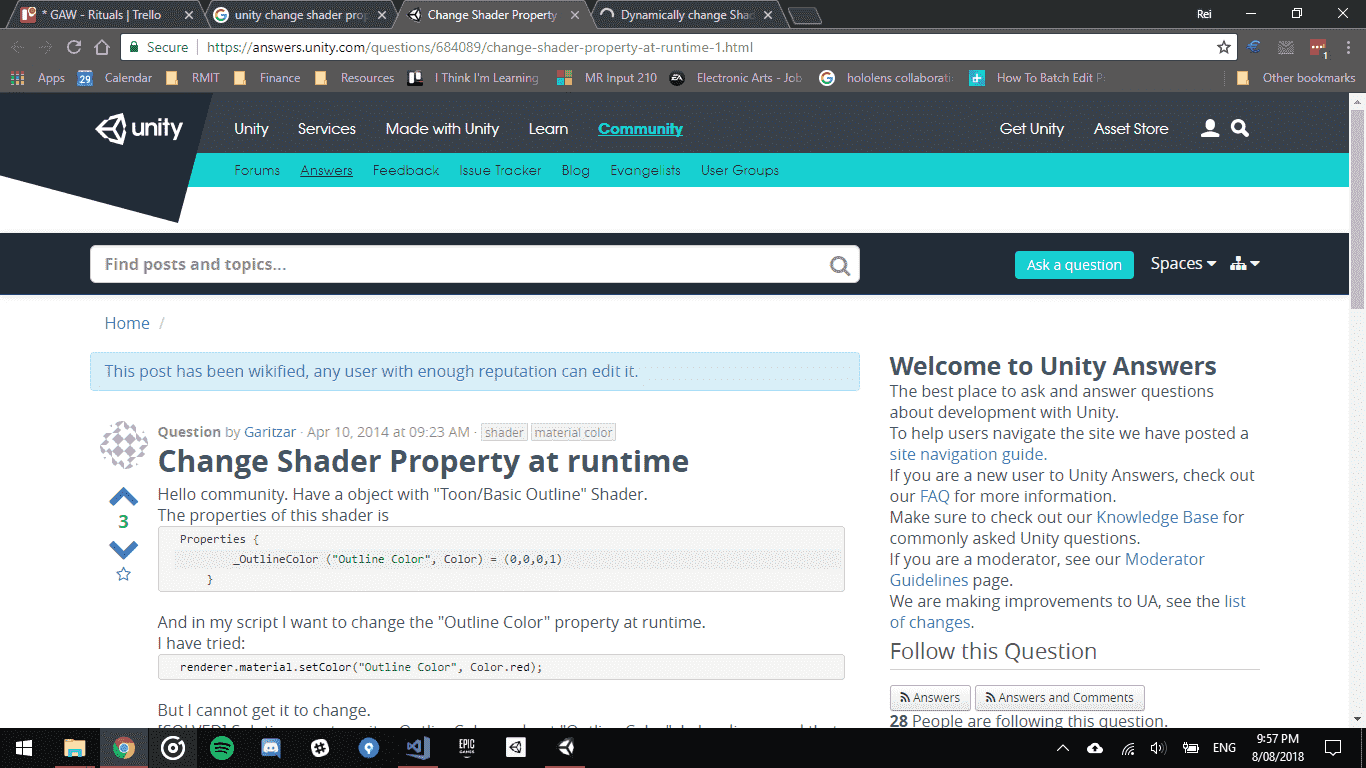 * GAW - Rituals | Trello
unity change shader prop
Change Shader Property
Dynamically change Shad
Rei
Secure
https://answers.unity.com/questions/684089/change-shader-property-at-runtime-1.html
1
Apps
29
Calendar
RMIT
Finance
Resources
I Think I'm Learning
MR Input 210
Electronic Arts - Job
hololens collaborati
How To Batch Edit P
Other bookmarks
unity
Unity
Services
Made with Unity
Learn
Community
Get Unity
Asset Store
Forums
Answers
Feedback
Issue Tracker
Blog
Evangelists
User Groups
Find posts and topics...
Ask a question
Spaces
Home /
This post has been wikified, any user with enough reputation can edit it.
Question by Garitzar · Apr 10, 2014 at 09:23 AM · shader material color
Change Shader Property at runtime
3
Hello community. Have a object with "Toon/Basic Outline" Shader.
The properties of this shader is
Properties {
_OutlineColor ("Outline Color", Color) = (0,0,0,1)
}
And in my script I want to change the "Outline Color" property at runtime.
I have tried:
renderer.material.setColor("Outline Color", Color.red);
But I cannot get it to change.
Welcome to Unity Answers
The best place to ask and answer questions
about development with Unity.
To help users navigate the site we have posted a
site navigation guide.
If you are a new user to Unity Answers, check out
our FAQ for more information.
Make sure to check out our Knowledge Base for
commonly asked Unity questions.
If you are a moderator, see our Moderator
Guidelines page.
We are making improvements to UA, see the list
of changes.
Follow this Question
Answers
Answers and Comments
28 People are following this question.
EPIC
GAMES
ENG
9:57 PM
8/08/2018